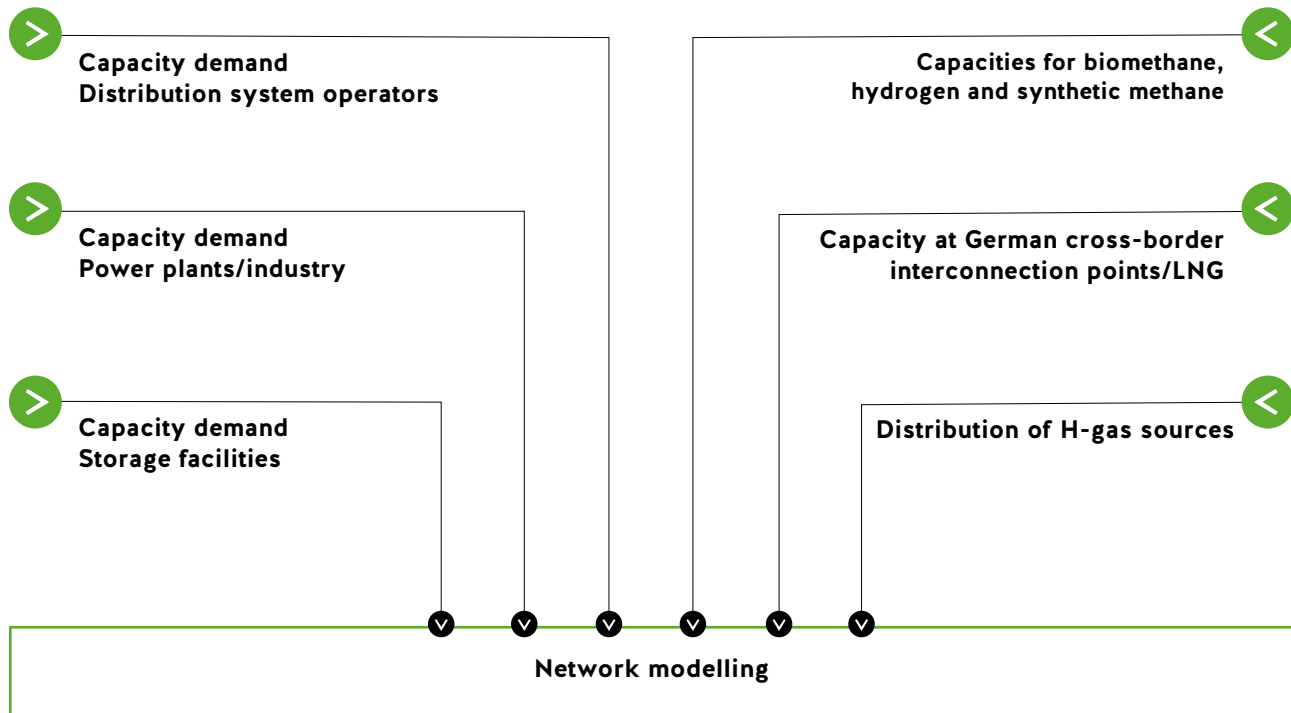 Capacity demand
Distribution system operators
Capacity demand
Power plants/industry
Capacity demand
Storage facilities
Capacities for biomethane,
hydrogen and synthetic methane
Capacity at German cross-border
interconnection points/LNG
Distribution of H-gas sources
Network modelling